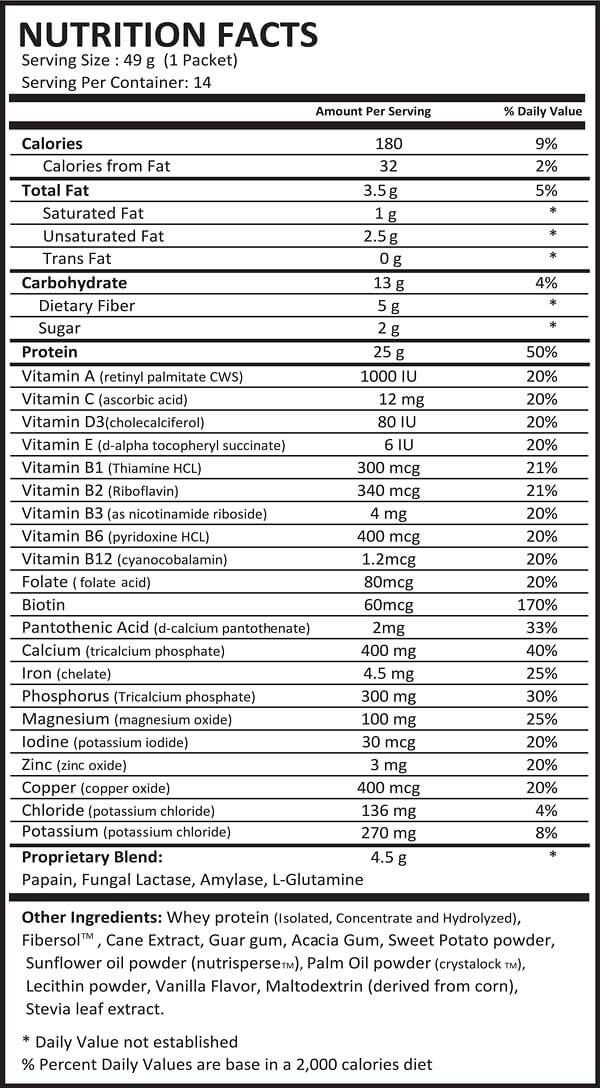 NUTRITION FACTS
Serving Size : 49 g (1 Packet)
Serving Per Container: 14
Amount Per Serving % Daily Value
Calories 180 9%
Calories from Fat 32 2%
Total Fat 3.5 g 5%
Saturated Fat 1 g *
Unsaturated Fat 2.5 g *
Trans Fat 0 g *
Carbohydrate 13 g 4%
Dietary Fiber 5 g *
Sugar 2 g *
Protein 25 g 50%
Vitamin A (retinyl palmitate CWS) 1000 IU 20%
Vitamin C (ascorbic acid) 12 mg 20%
Vitamin D3(cholecalciferol) 80 IU 20%
Vitamin E (d-alpha tocopheryl succinate) 6 IU 20%
Vitamin B1 (Thiamine HCL) 300 mcg 21%
Vitamin B2 (Riboflavin) 340 mcg 21%
Vitamin B3 (as nicotinamide riboside) 4 mg 20%
Vitamin B6 (pyridoxine HCL) 400 mcg 20%
Vitamin B12 (cyanocobalamin) 1.2mcg 20%
Folate ( folate acid) 80mcg 20%
Biotin 60mcg 170%
Pantothenic Acid (d-calcium pantothenate) 2mg 33%
Calcium (tricalcium phosphate) 400 mg 40%
Iron (chelate) 4.5 mg 25%
Phosphorus (Tricalcium phosphate) 300 mg 30%
Magnesium (magnesium oxide) 100 mg 25%
Iodine (potassium iodide) 30 mcg 20%
Zinc (zinc oxide) 3 mg 20%
Copper (copper oxide) 400 mcg 20%
Chloride (potassium chloride) 136 mg 4%
Potassium (potassium chloride) 270 mg 8%
Proprietary Blend: 4.5 g *
Papain, Fungal Lactase, Amylase, L-Glutamine
Other Ingredients: Whey protein (Isolated, Concentrate and Hydrolyzed),
Fibersol™ , Cane Extract, Guar gum, Acacia Gum, Sweet Potato powder,
Sunflower oil powder (nutrisperse™), Palm Oil powder (crystalock ™),
Lecithin powder, Vanilla Flavor, Maltodextrin (derived from corn),
Stevia leaf extract.
* Daily Value not established
% Percent Daily Values are base in a 2,000 calories diet